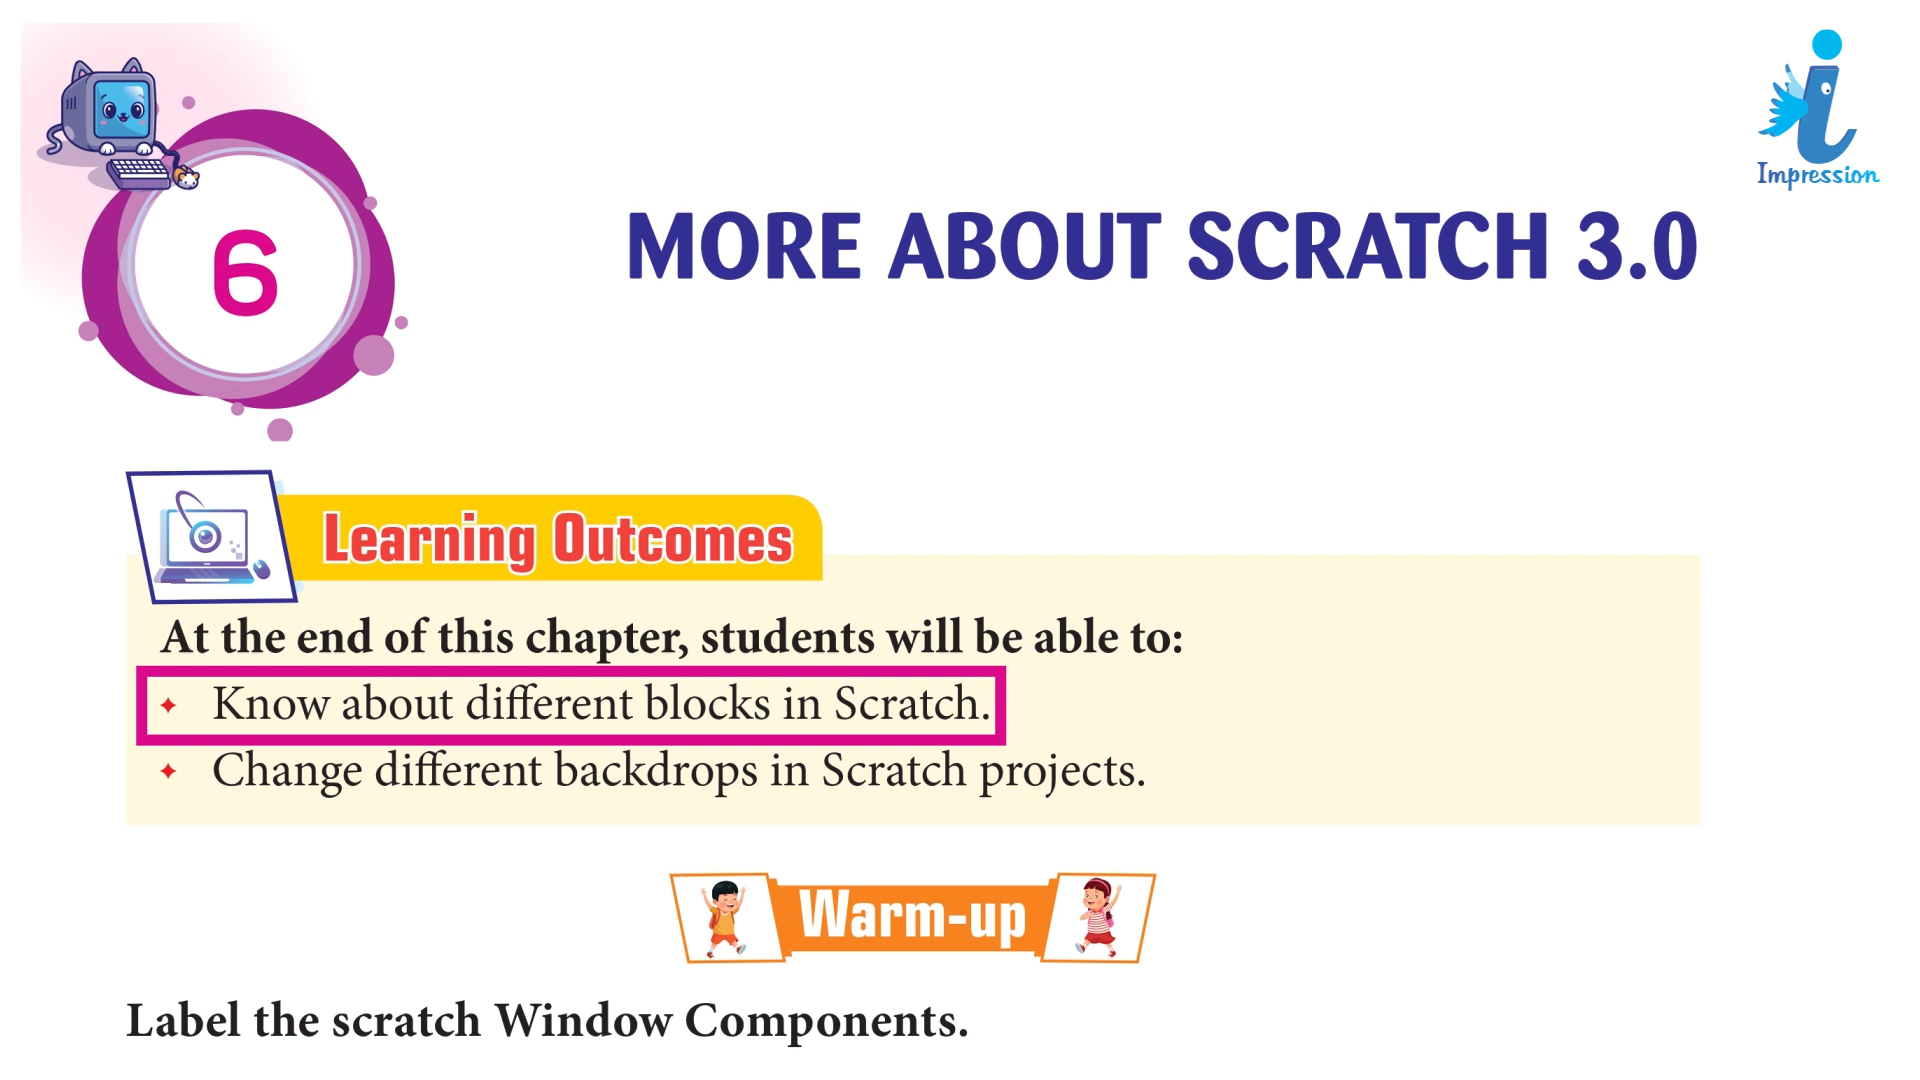 Impression
6
MORE ABOUT SCRATCH 3.0
Learning Outcomes
At the end of this chapter, students will be able to:
Know about different blocks in Scratch.
Change different backdrops in Scratch projects.
Warm-up
Label the scratch Window Components.